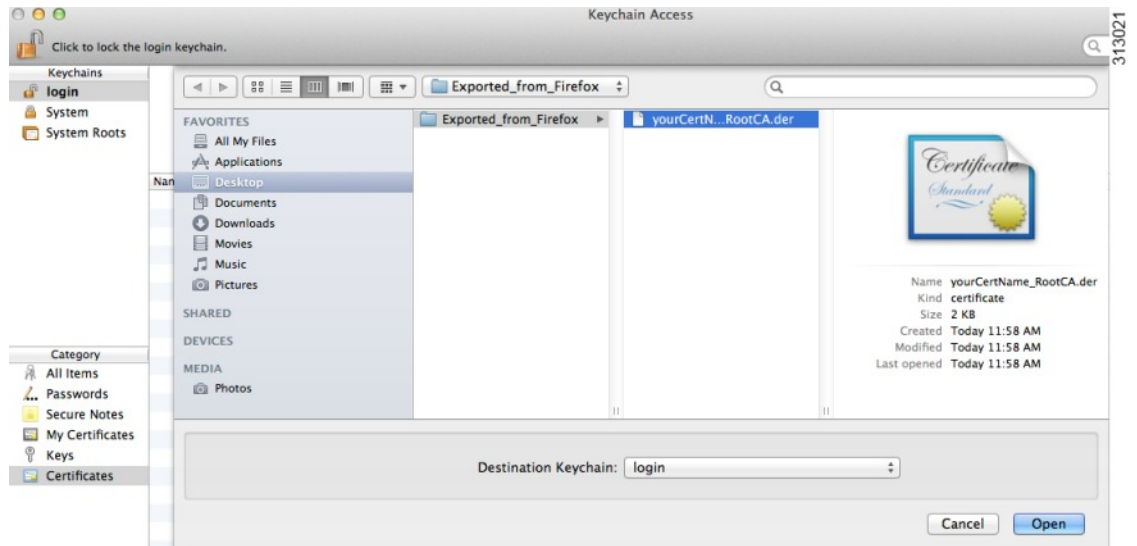 Keychain Access
313021
Click to lock the login keychain.
Keychains
login
System
System Roots
Category
All Items
Passwords
Secure Notes
My Certificates
Keys
Certificates
Nan
Exported_from_Firefox
FAVORITES
All My Files
Applications
Desktop
Documents
Downloads
Movies
Music
Pictures
SHARED
DEVICES
MEDIA
Photos
Exported_from_Firefox
yourCertN...RootCA.der
Certificate
Standard
Name yourCertName_RootCA.der
Kind certificate
Size 2 KB
Created Today 11:58 AM
Modified Today 11:58 AM
Last opened Today 11:58 AM
Destination Keychain: login
Cancel Open